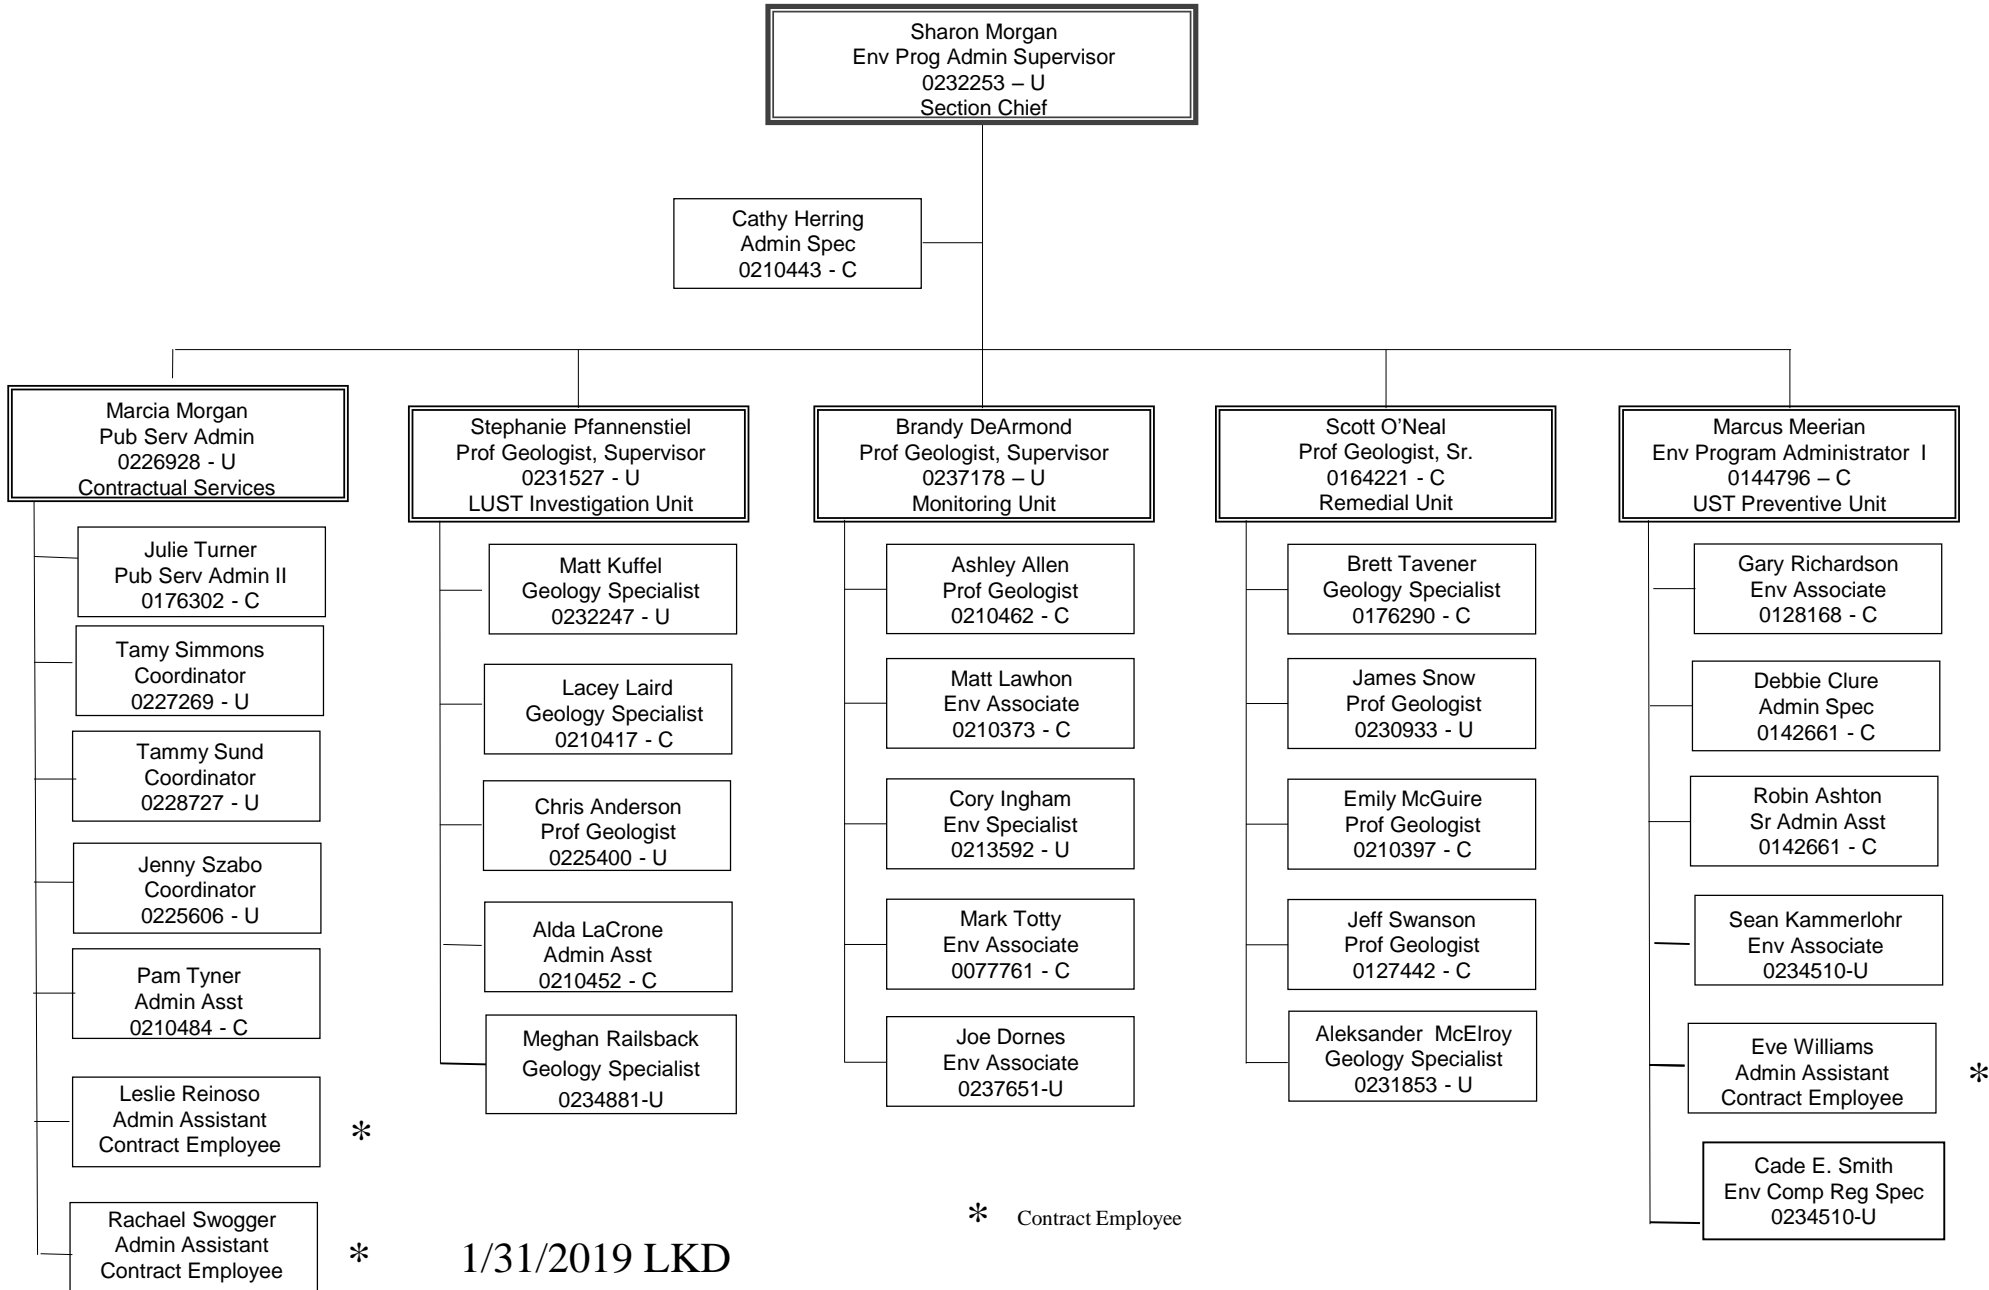 Sharon Morgan
Env Prog Admin Supervisor
0232253 – U
Section Chief
Cathy Herring
Admin Spec
0210443 - C
Marcia Morgan
Pub Serv Admin
0226928 - U
Contractual Services
Julie Turner
Pub Serv Admin II
0176302 - C
Tamy Simmons
Coordinator
0227269 - U
Tammy Sund
Coordinator
0228727 - U
Jenny Szabo
Coordinator
0225606 - U
Pam Tyner
Admin Asst
0210484 - C
Leslie Reinoso
Admin Assistant
Contract Employee
*
Rachael Swogger
Admin Assistant
Contract Employee
*
Stephanie Pfannenstiel
Prof Geologist, Supervisor
0231527 - U
LUST Investigation Unit
Matt Kuffel
Geology Specialist
0232247 - U
Lacey Laird
Geology Specialist
0210417 - C
Chris Anderson
Prof Geologist
0225400 - U
Alda LaCrone
Admin Asst
0210452 - C
Meghan Railsback
Geology Specialist
0234881-U
Brandy DeArmond
Prof Geologist, Supervisor
0237178 – U
Monitoring Unit
Ashley Allen
Prof Geologist
0210462 - C
Matt Lawhon
Env Associate
0210373 - C
Cory Ingham
Env Specialist
0213592 - U
Mark Totty
Env Associate
0077761 - C
Joe Dornes
Env Associate
0237651-U
Scott O’Neal
Prof Geologist, Sr.
0164221 - C
Remedial Unit
Brett Tavener
Geology Specialist
0176290 - C
James Snow
Prof Geologist
0230933 - U
Emily McGuire
Prof Geologist
0210397 - C
Jeff Swanson
Prof Geologist
0127442 - C
Aleksander McElroy
Geology Specialist
0231853 - U
Marcus Meerian
Env Program Administrator I
0144796 – C
UST Preventive Unit
Gary Richardson
Env Associate
0128168 - C
Debbie Clure
Admin Spec
0142661 - C
Robin Ashton
Sr Admin Asst
0142661 - C
Sean Kammerlohr
Env Associate
0234510-U
Eve Williams
Admin Assistant
Contract Employee
*
Cade E. Smith
Env Comp Reg Spec
0234510-U
* Contract Employee
1/31/2019 LKD